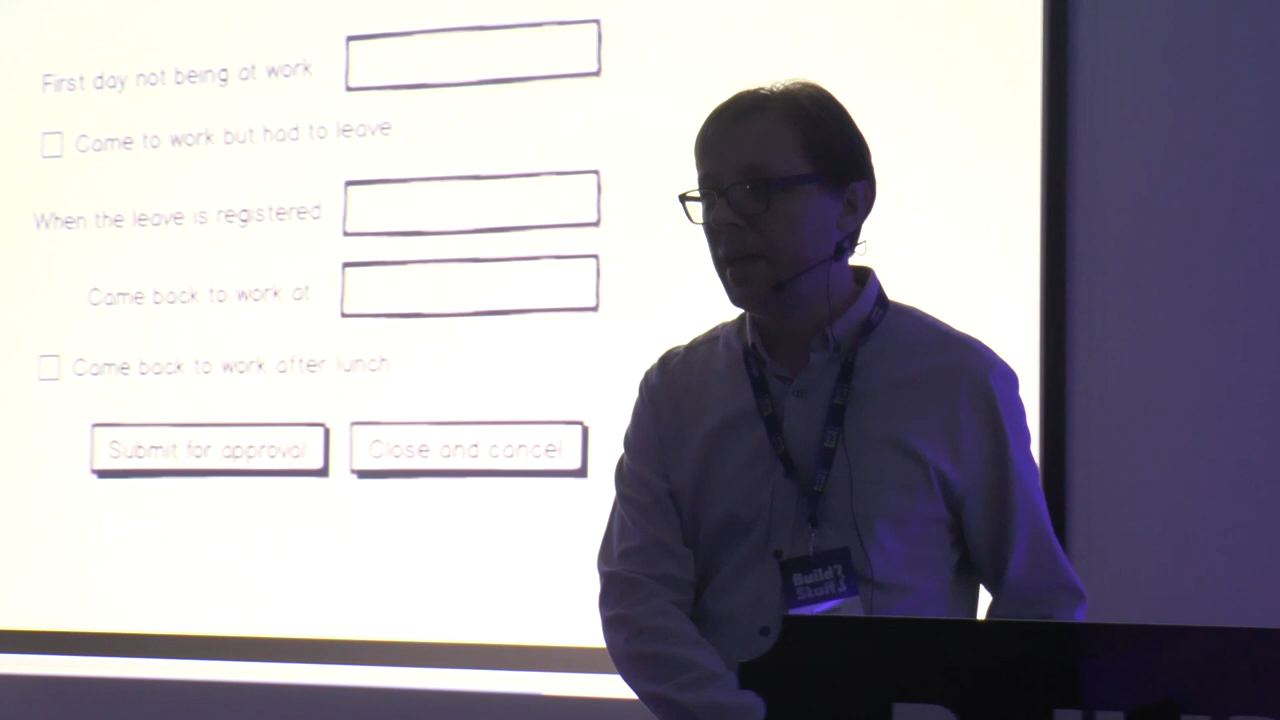 First day not being at work
Came to work but had to leave
When the leave is registered
Came back to work at
Came back to work after lunch
Submit for approval
Close and cancel
Build
Stuff